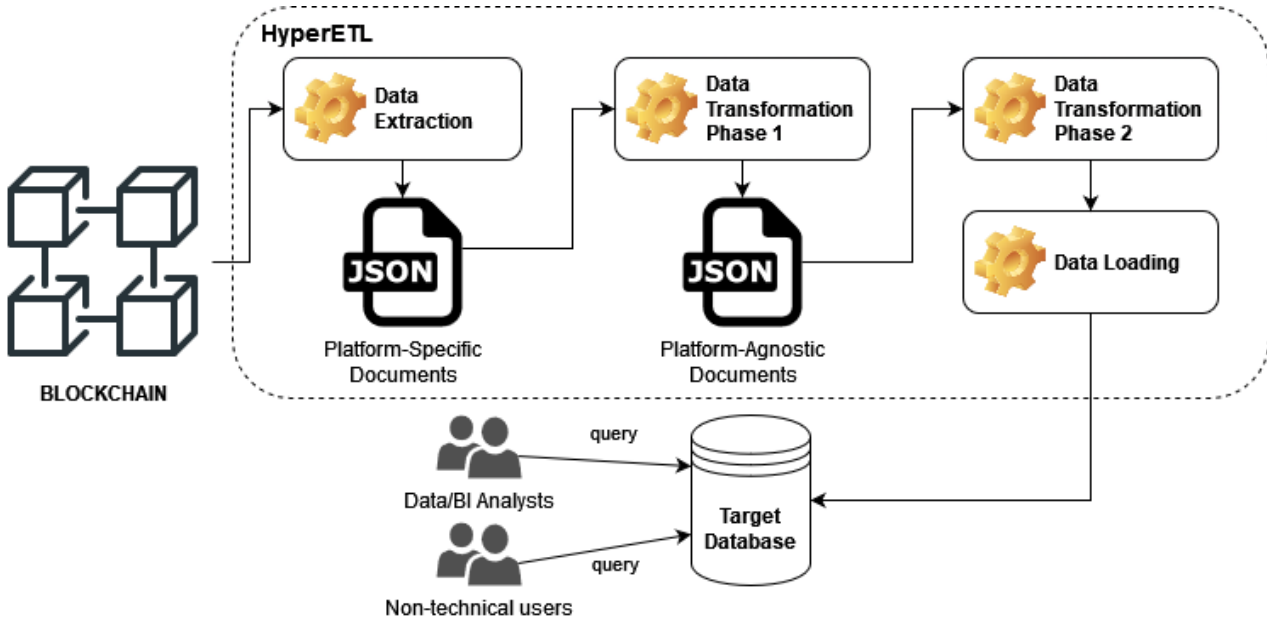 HyperETL
Data
Extraction
Data
Transformation
Phase 1
Data
Transformation
Phase 2
JSON
JSON
Data Loading
Platform-Specific
Documents
Platform-Agnostic
Documents
BLOCKCHAIN
query
Data/BI Analysts
Target
Database
query
Non-technical users